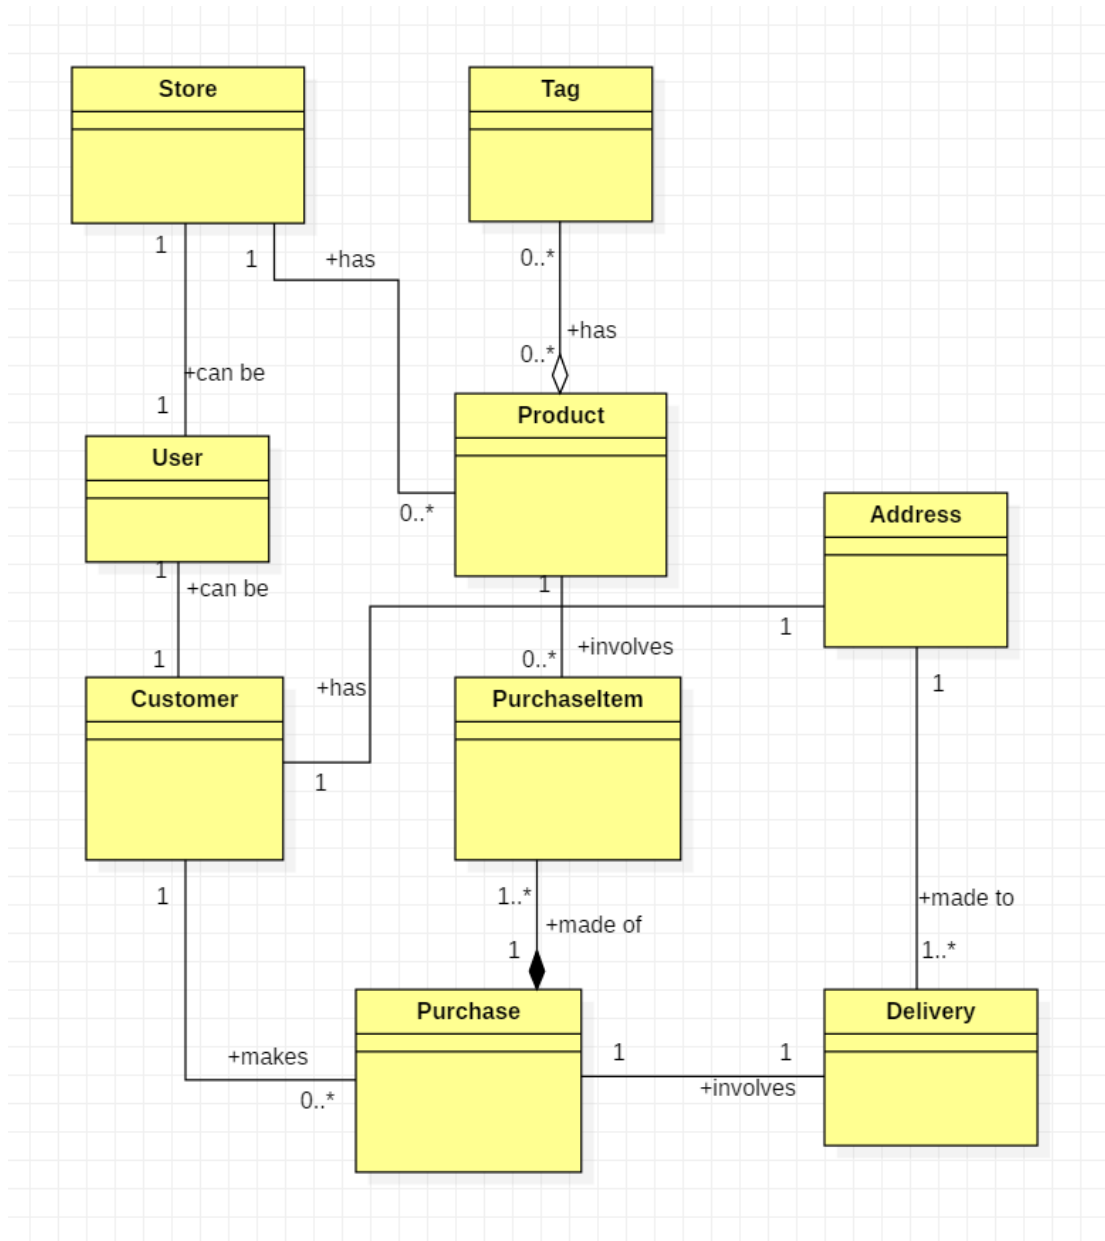 Store
Tag
1
1
+has
0..*
+has
0..*
+can be
1
User
Product
0..*
Address
1
+can be
1
1
1
+involves
0..*
+has
1
Customer
PurchaseItem
1
1
1..*
+made of
1
+made to
1..*
Purchase
Delivery
+makes
0..*
1
1
+involves